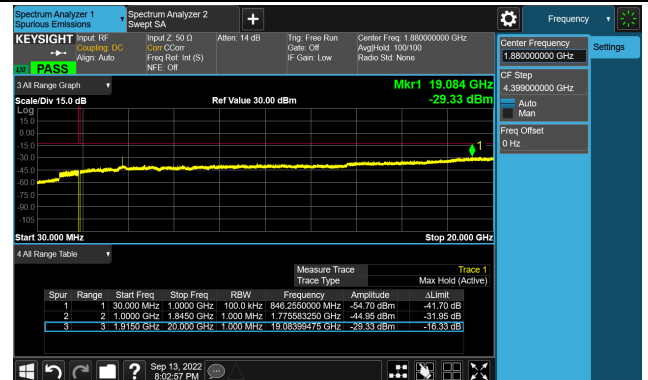 Spectrum Analyzer 1
Spurious Emissions
Spectrum Analyzer 2
Swept SA
+
Frequency
KEYSIGHT
Input: RF
Coupling: DC
Align: Auto
Input Z: 50 Ω
Corr CCorr
Freq Ref: Int (S)
NFE: Off
Atten: 14 dB
Trig: Free Run
Gate: Off
IF Gain: Low
Center Freq: 1.880000000 GHz
Avg|Hold: 100/100
Radio Std: None
LXI
PASS
Center Frequency
1.880000000 GHz
Settings
CF Step
4.399000000 GHz
Auto
Man
Freq Offset
0 Hz
3 All Range Graph
Mkr1 19.084 GHz
Scale/Div 15.0 dB
Ref Value 30.00 dBm
-29.33 dBm
Log
15.0
0.00
-15.0
-30.0
-45.0
-60.0
-75.0
-90.0
-105
1
Start 30.000 MHz
Stop 20.000 GHz
4 All Range Table
Measure Trace Trace 1
Trace Type Max Hold (Active)
Spur Range Start Freq Stop Freq RBW Frequency Amplitude ΔLimit
1 1 30.000 MHz 1.0000 GHz 100.0 kHz 846.2550000 MHz -54.70 dBm -41.70 dB
2 2 1.0000 GHz 1.8450 GHz 1.000 MHz 1.775583250 GHz -44.95 dBm -31.95 dB
3 3 1.9150 GHz 20.000 GHz 1.000 MHz 19.08399475 GHz -29.33 dBm -16.33 dB
?
Sep 13, 2022
8:02:57 PM